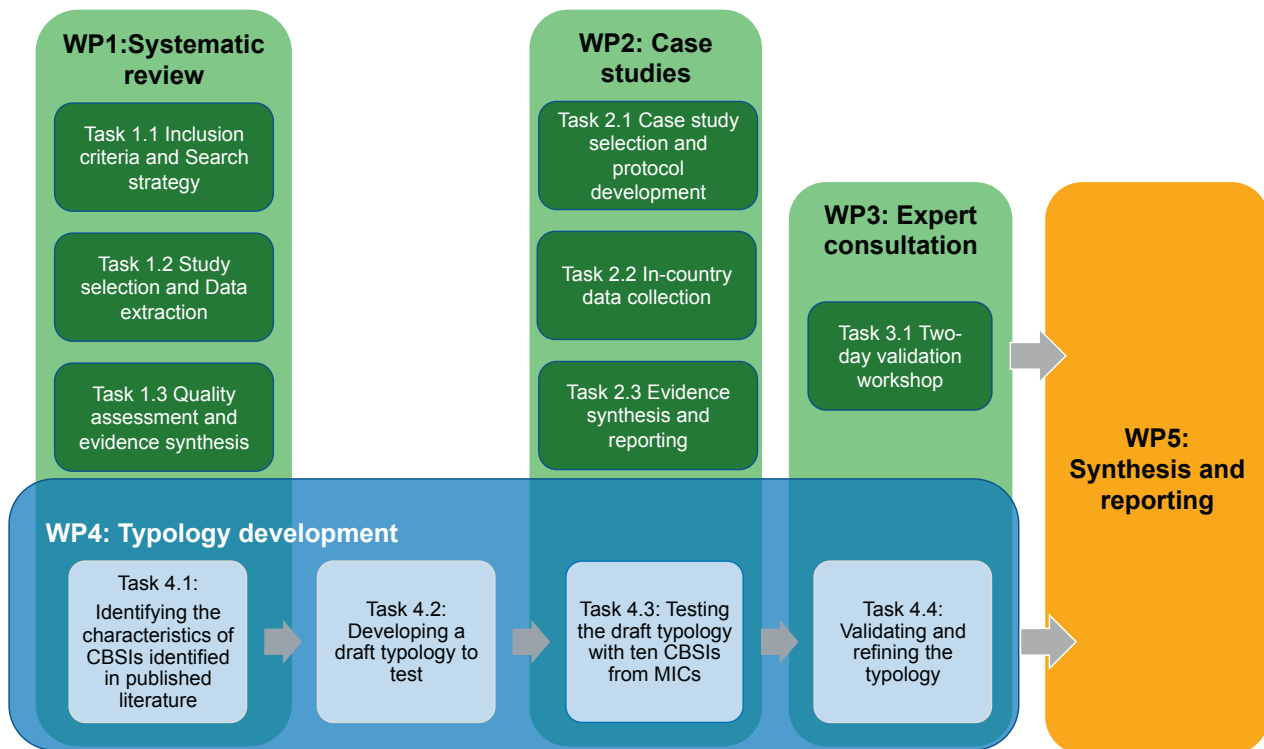 WP1:Systematic
review
Task 1.1 Inclusion
criteria and Search
strategy
Task 1.2 Study
selection and Data
extraction
Task 1.3 Quality
assessment and
evidence synthesis
WP2: Case
studies
Task 2.1 Case study
selection and
protocol
development
Task 2.2 In-country
data collection
Task 2.3 Evidence
synthesis and
reporting
WP3: Expert
consultation
Task 3.1 Two-
day validation
workshop
WP4: Typology development
Task 4.1:
Identifying the
characteristics of
CBSIs identified
in published
literature
Task 4.2:
Developing a
draft typology to
test
Task 4.3: Testing
the draft typology
with ten CBSIs
from MICs
Task 4.4:
Validating and
refining the
typology
WP5:
Synthesis and
reporting